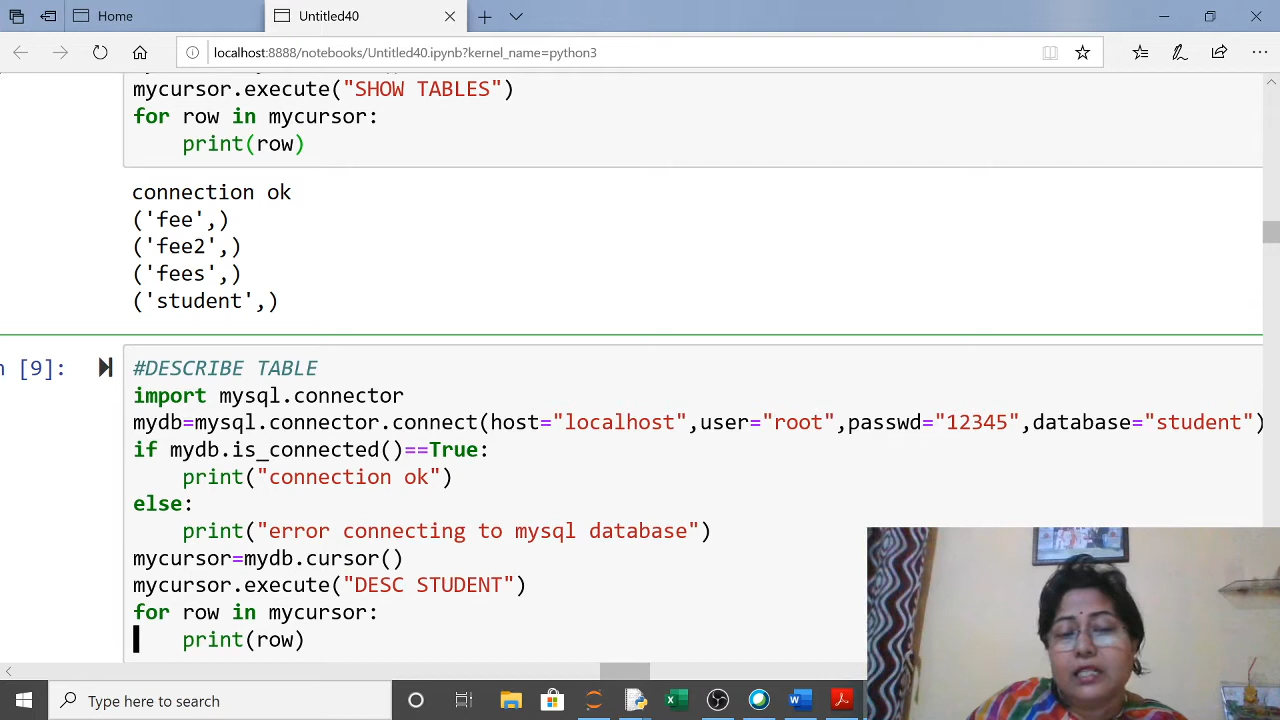 Home
Untitled40
localhost:8888/notebooks/Untitled40.ipynb?kernel_name=python3
mycursor.execute("SHOW TABLES")
for row in mycursor:
print(row)
connection ok
('fee',)
('fee2',)
('fees',)
('student',)
[9]:
#DESCRIBE TABLE
import mysql.connector
mydb=mysql.connector.connect(host="localhost",user="root",passwd="12345",database="student")
if mydb.is_connected()==True:
print("connection ok")
else:
print("error connecting to mysql database")
mycursor=mydb.cursor()
mycursor.execute("DESC STUDENT")
for row in mycursor:
print(row)
Type here to search